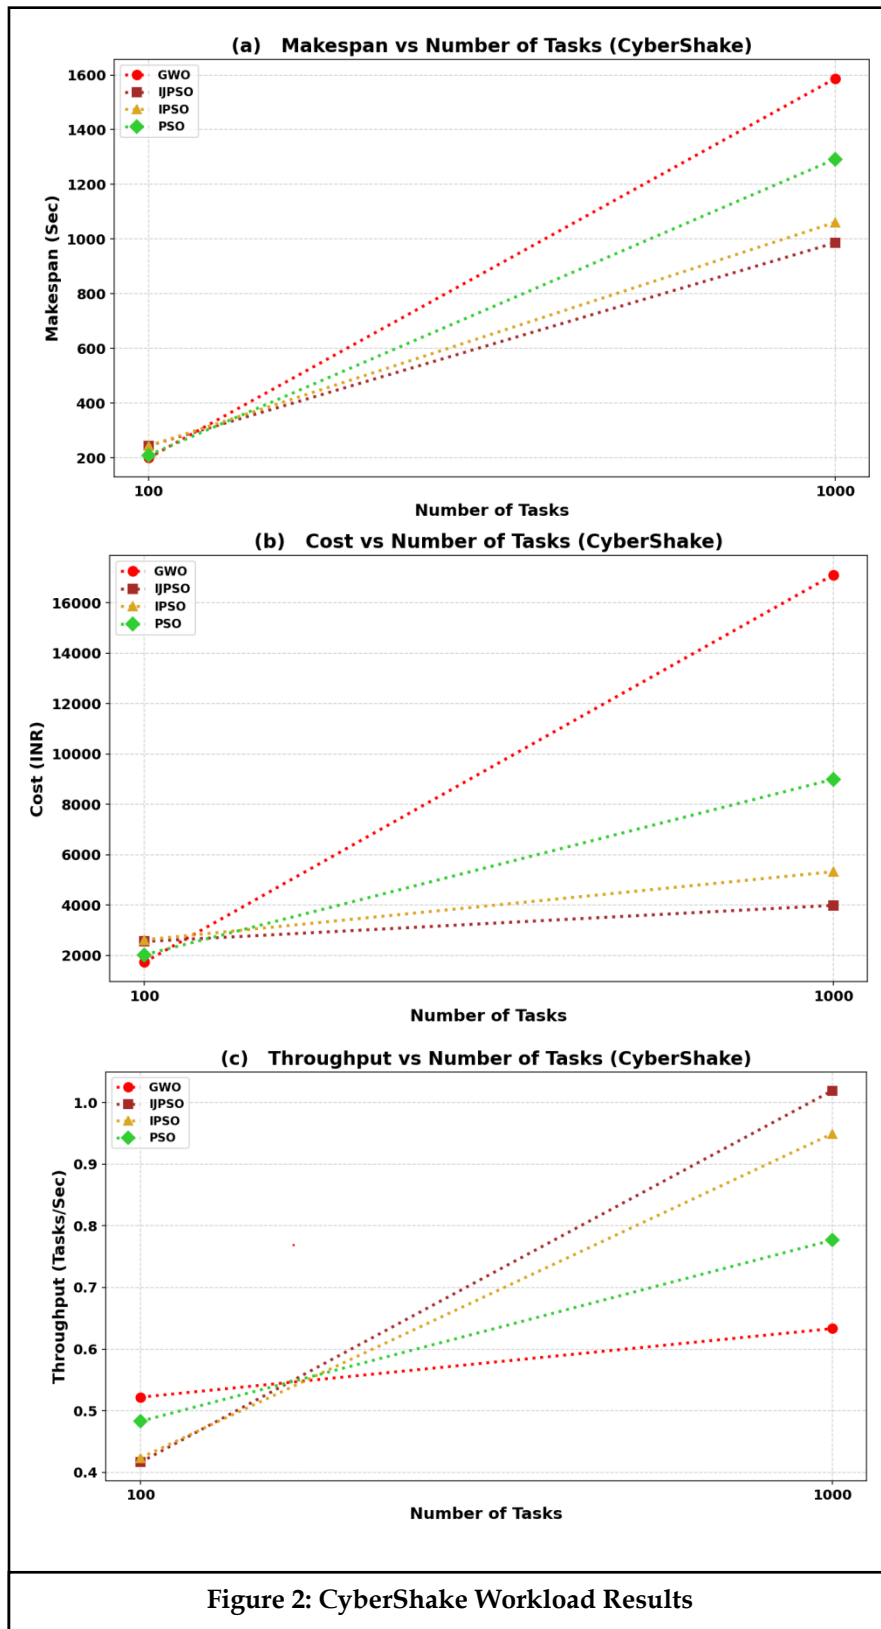 (a) Makespan vs Number of Tasks (CyberShake)
GWO
IJPSO
IPSO
PSO
1600
1400
1200
1000
800
600
400
200
Makespan (Sec)
100
1000
Number of Tasks
(b) Cost vs Number of Tasks (CyberShake)
GWO
IJPSO
IPSO
PSO
16000
14000
12000
10000
8000
6000
4000
2000
Cost (INR)
100
1000
Number of Tasks
(c) Throughput vs Number of Tasks (CyberShake)
GWO
IJPSO
IPSO
PSO
1.0
0.9
0.8
0.7
0.6
0.5
0.4
Throughput (Tasks/Sec)
100
1000
Number of Tasks
Figure 2: CyberShake Workload Results